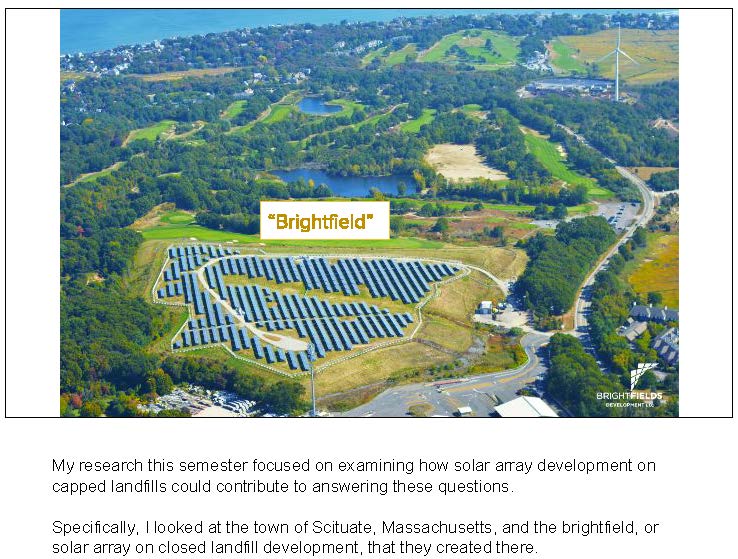 “Brightfield”
BRIGHTFIELDS
DEVELOPMENT LLC
My research this semester focused on examining how solar array development on
capped landfills could contribute to answering these questions.
Specifically, I looked at the town of Scituate, Massachusetts, and the brightfield, or
solar array on closed landfill development, that they created there.